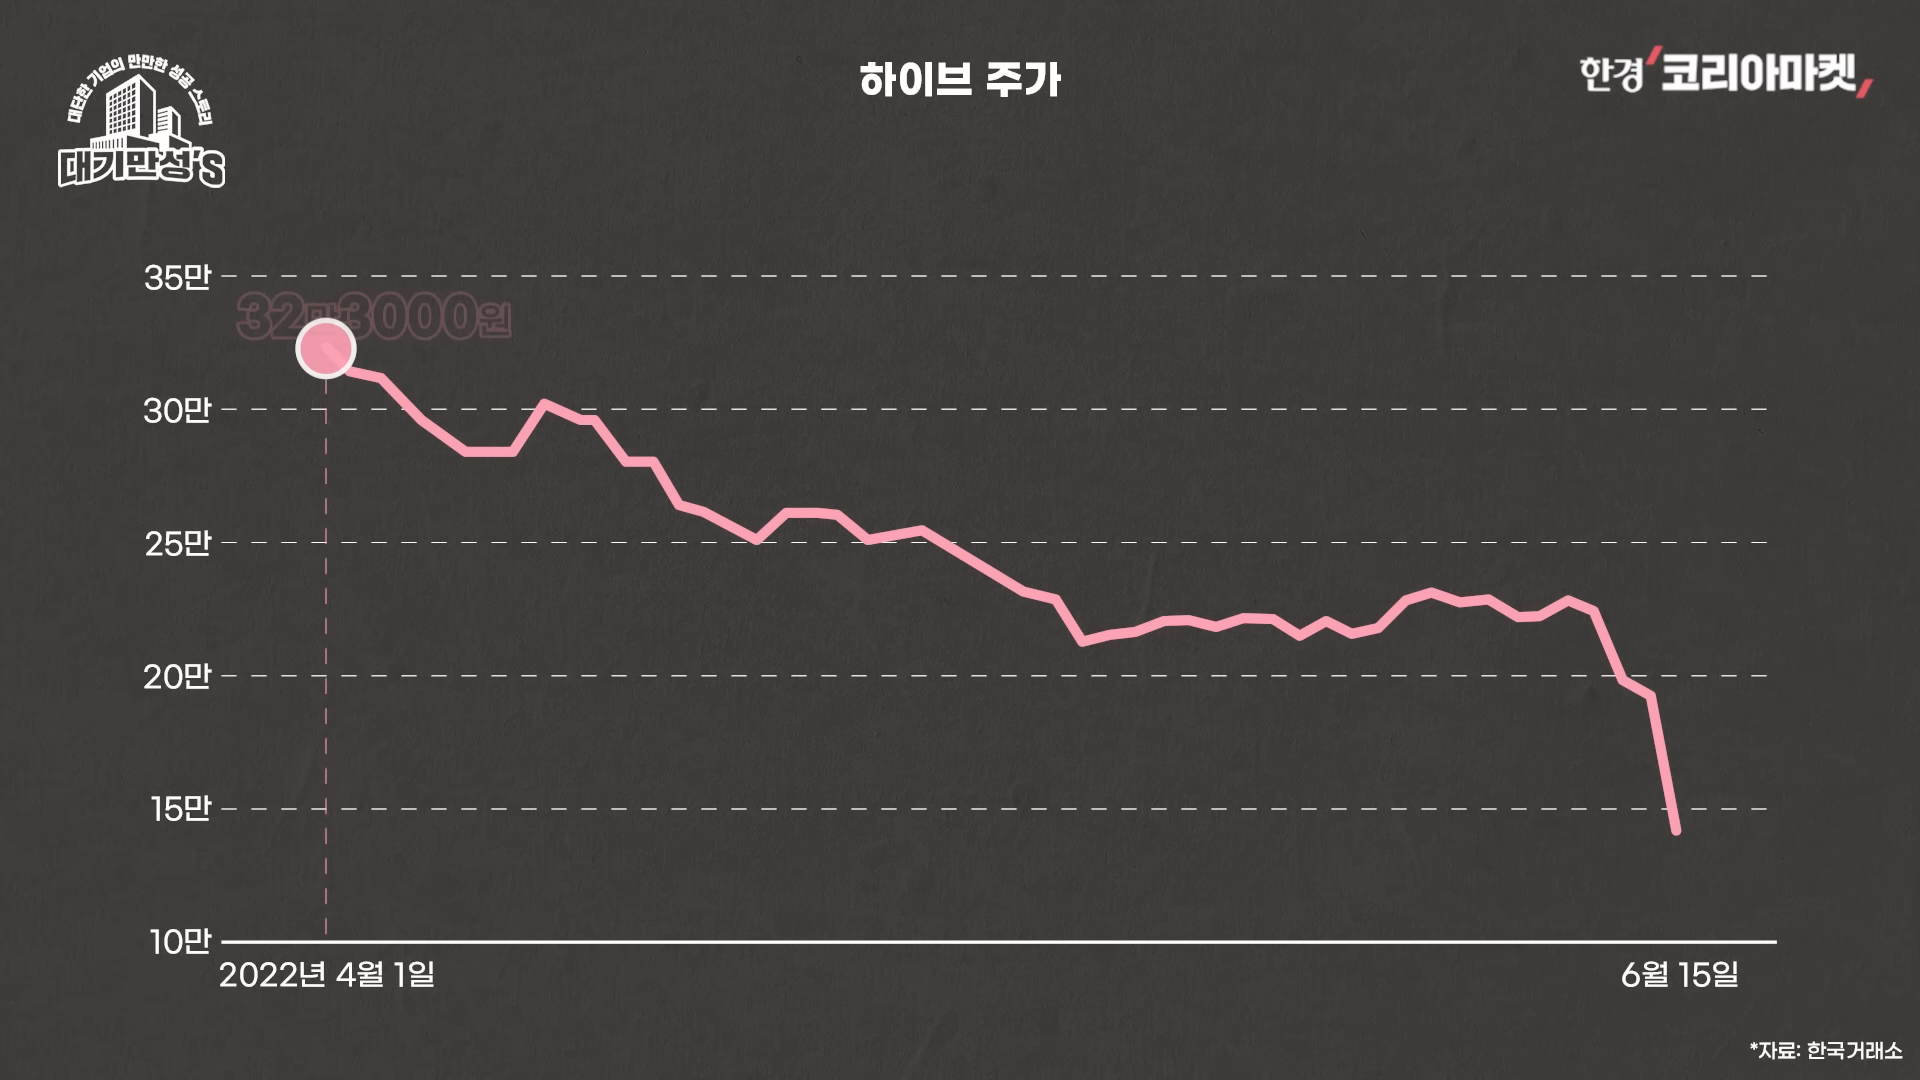 대단한 기업의 만만한 성공 스토리
대기만성'S
하이브 주가
한경 '코리아마켓,
35만
32만3000원
30만
25만
20만
15만
10만
2022년 4월 1일
6월 15일
*자료: 한국거래소